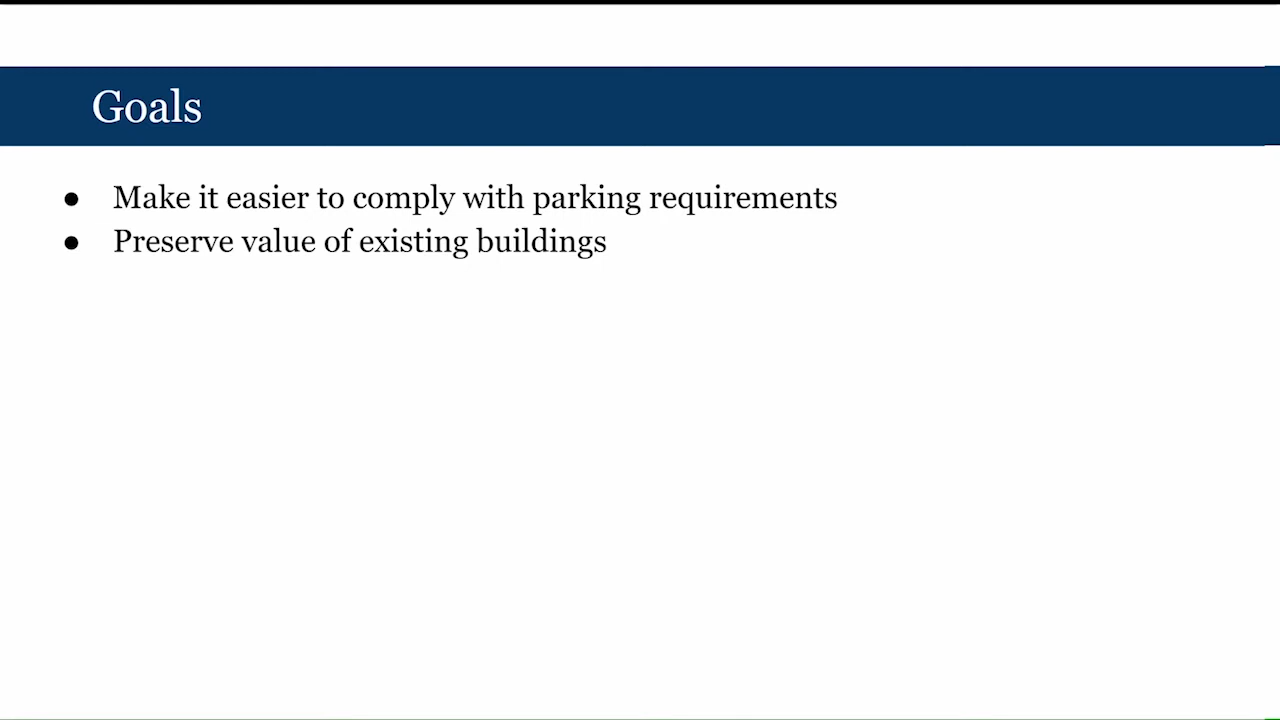 Goals
● Make it easier to comply with parking requirements
● Preserve value of existing buildings